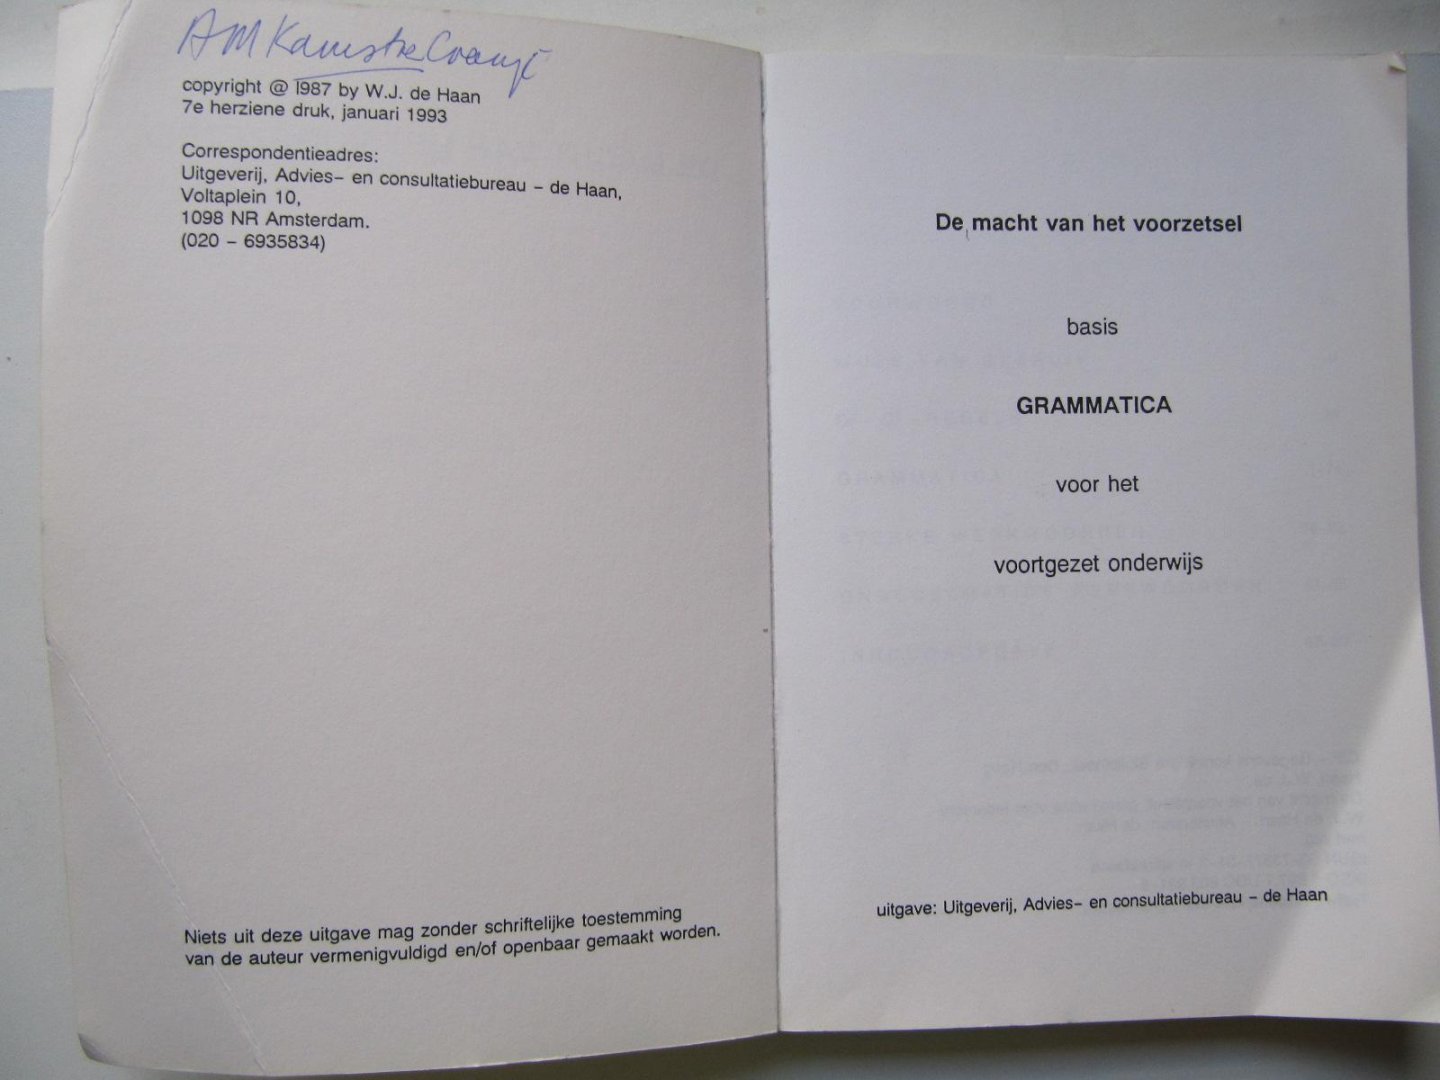 AM Kamstra Cranje
copyright @ 1987 by W.J. de Haan
7e herziene druk, januari 1993
Correspondentieadres:
Uitgeverij, Advies- en consultatiebureau - de Haan,
Voltaplein 10,
1098 NR Amsterdam.
(020 - 6935834)
Niets uit deze uitgave mag zonder schriftelijke toestemming
van de auteur vermenigvuldigd en/of openbaar gemaakt worden.
De macht van het voorzetsel
basis
GRAMMATICA
voor het
voortgezet onderwijs
uitgave: Uitgeverij, Advies- en consultatiebureau - de Haan